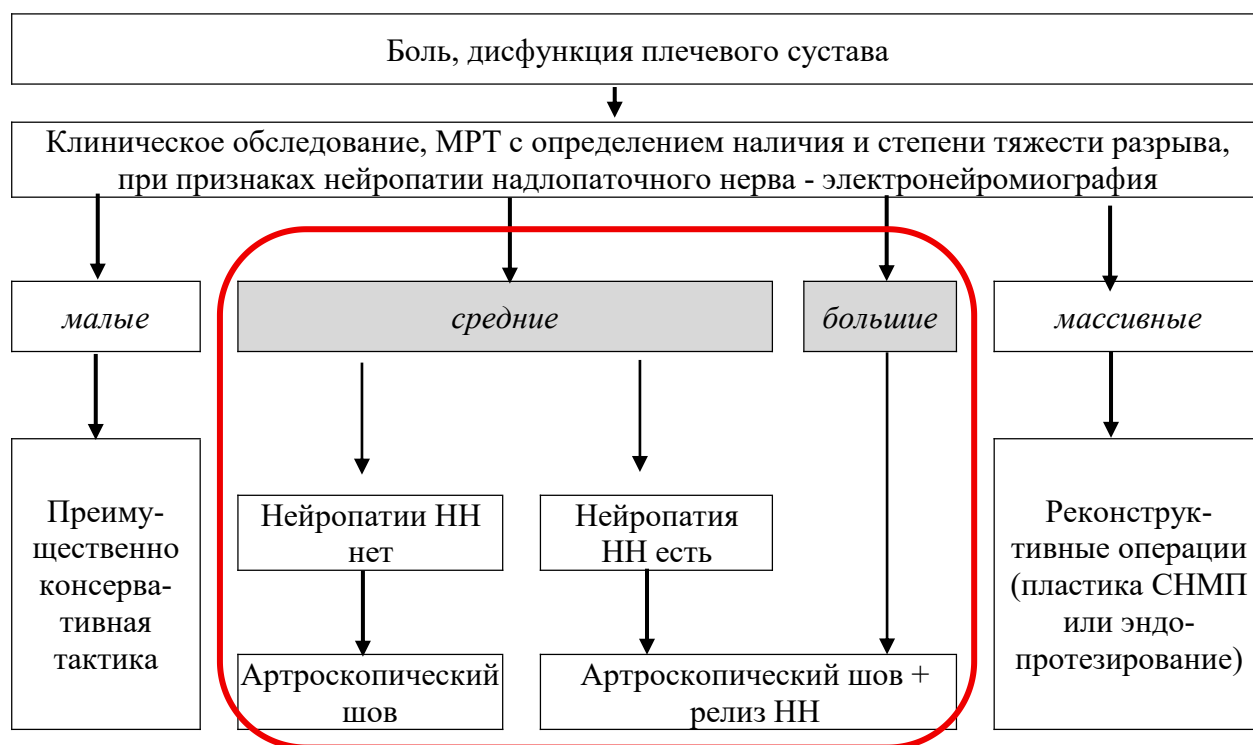 Боль, дисфункция плечевого сустава
Клиническое обследование, МРТ с определением наличия и степени тяжести разрыва,
при признаках нейропатии надлопаточного нерва - электронейромиография
малые
средние
большие
массивные
Преиму-
щественно
консерва-
тивная
тактика
Нейропатии НН
нет
Нейропатия
НН есть
Артроскопический
шов
Артроскопический шов +
релиз НН
Реконструк-
тивные операции
(пластика СНМП
или эндо-
протезирование)